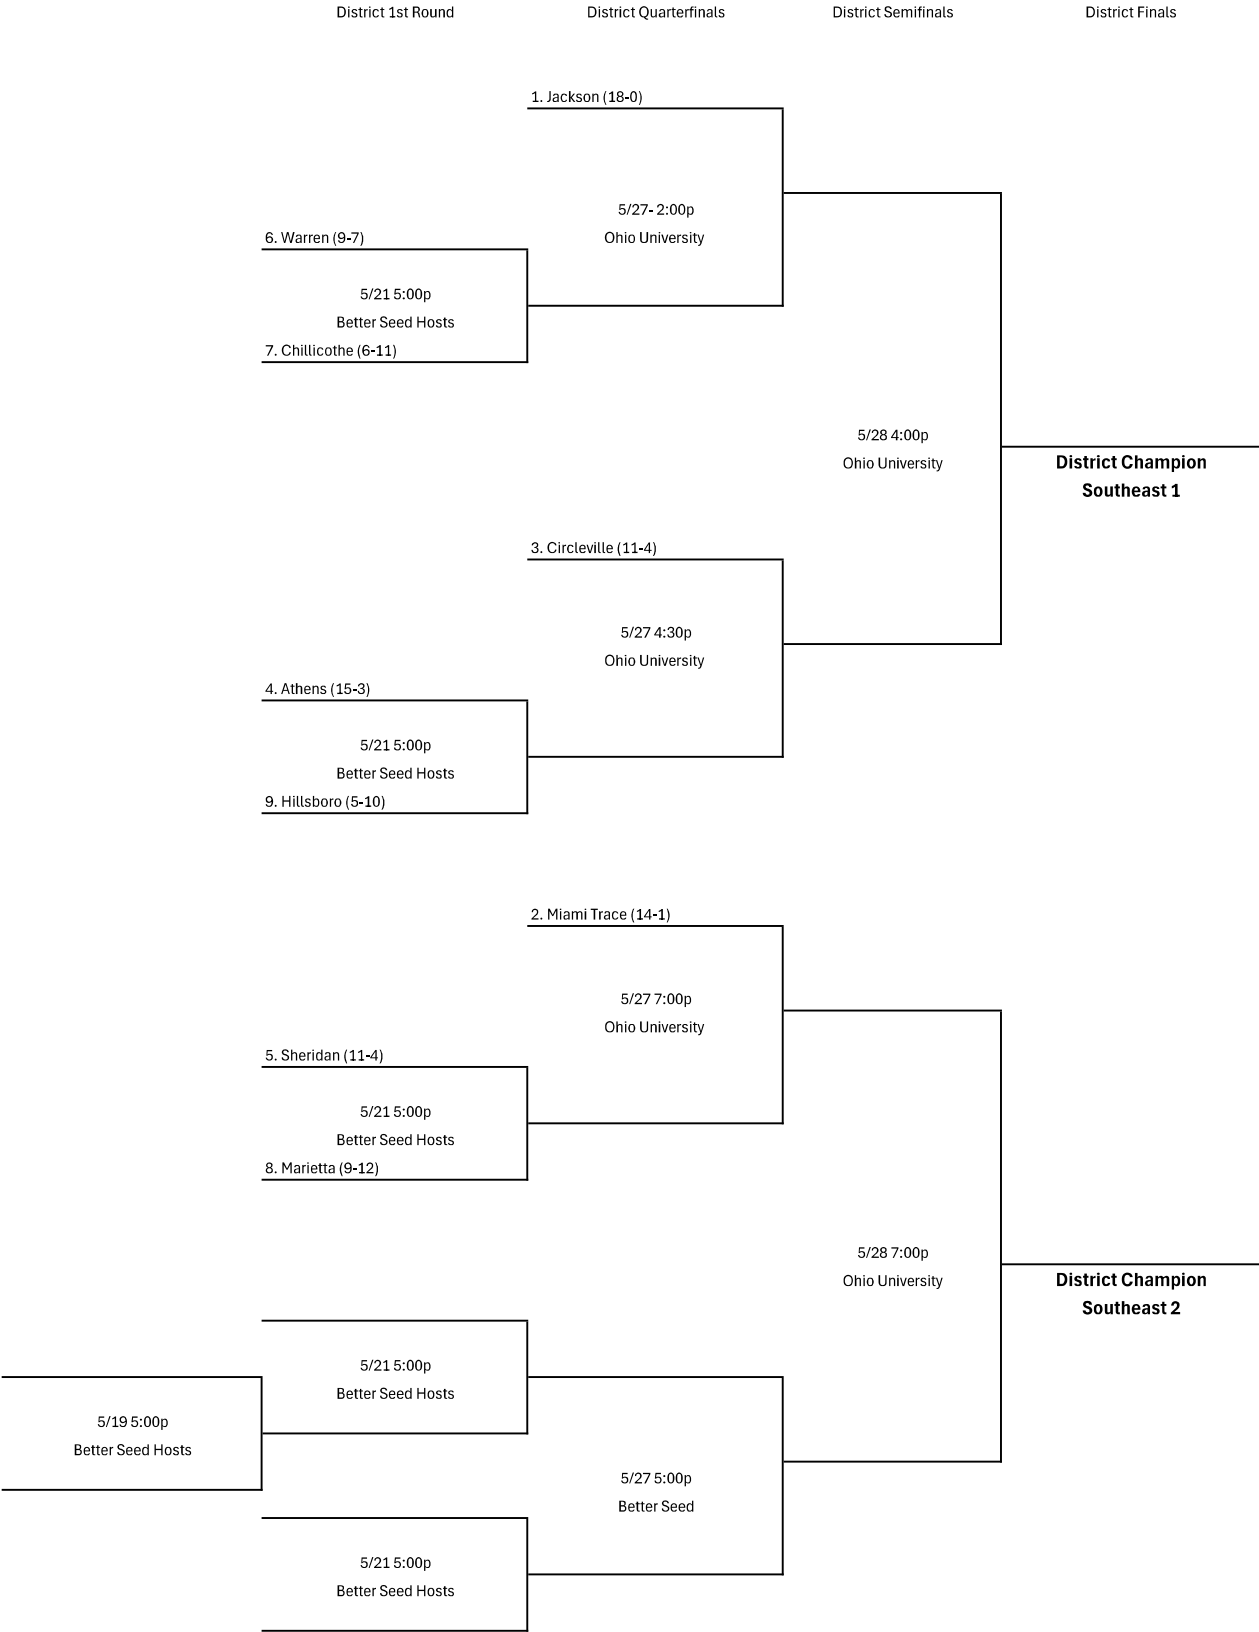 District 1st Round
District Quarterfinals
District Semifinals
District Finals
1. Jackson (18-0)
5/27- 2:00p
Ohio University
6. Warren (9-7)
5/21 5:00p
Better Seed Hosts
7. Chillicothe (6-11)
5/28 4:00p
Ohio University
District Champion
Southeast 1
3. Circleville (11-4)
5/27 4:30p
Ohio University
4. Athens (15-3)
5/21 5:00p
Better Seed Hosts
9. Hillsboro (5-10)
2. Miami Trace (14-1)
5/27 7:00p
Ohio University
5. Sheridan (11-4)
5/21 5:00p
Better Seed Hosts
8. Marietta (9-12)
5/28 7:00p
Ohio University
District Champion
Southeast 2
5/21 5:00p
Better Seed Hosts
5/19 5:00p
Better Seed Hosts
5/27 5:00p
Better Seed
5/21 5:00p
Better Seed Hosts